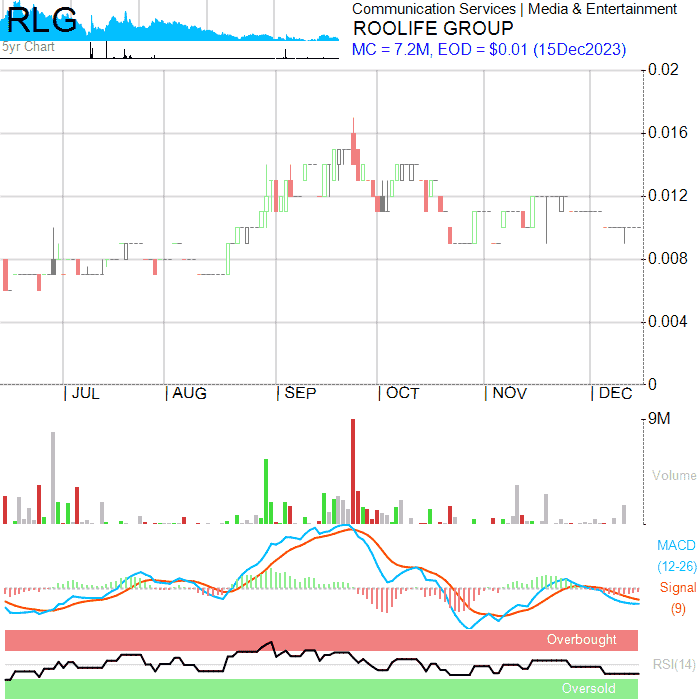 RLG
5yr Chart
Communication Services | Media & Entertainment
ROOLIFE GROUP
MC = 7.2M, EOD = $0.01 (15Dec2023)
0.02
0.016
0.012
0.008
0.004
0
| JUL | AUG | SEP | OCT | NOV | DEC
9M
Volume
MACD
(12-26)
Signal
(9)
Overbought
RSI(14)
Oversold